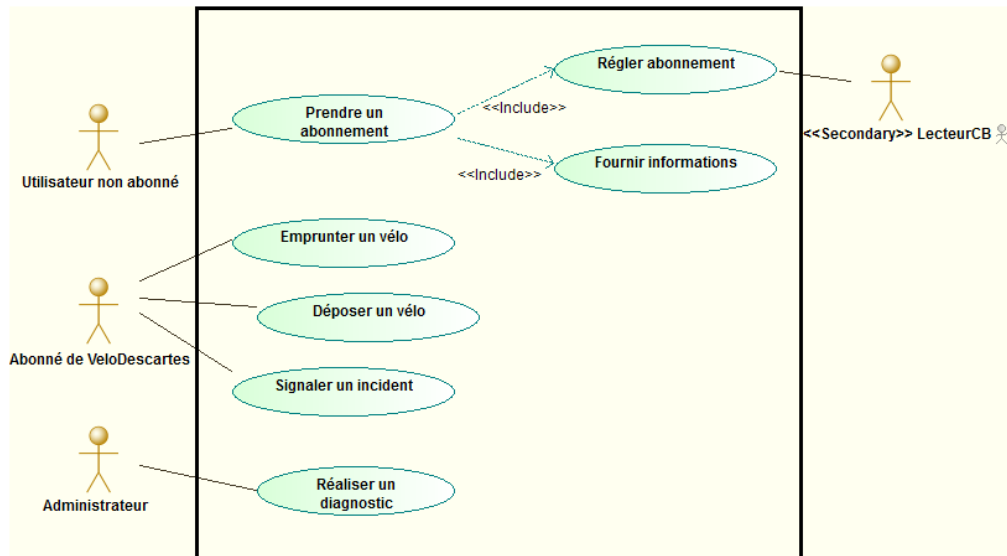 Régler abonnement
<<Include>>
Prendre un
abonnement
<<Secondary>> LecteurCB
Utilisateur non abonné
Fournir informations
<<Include>>
Emprunter un vélo
Déposer un vélo
Abonné de VeloDescartes
Signaler un incident
Réaliser un
diagnostic
Administrateur